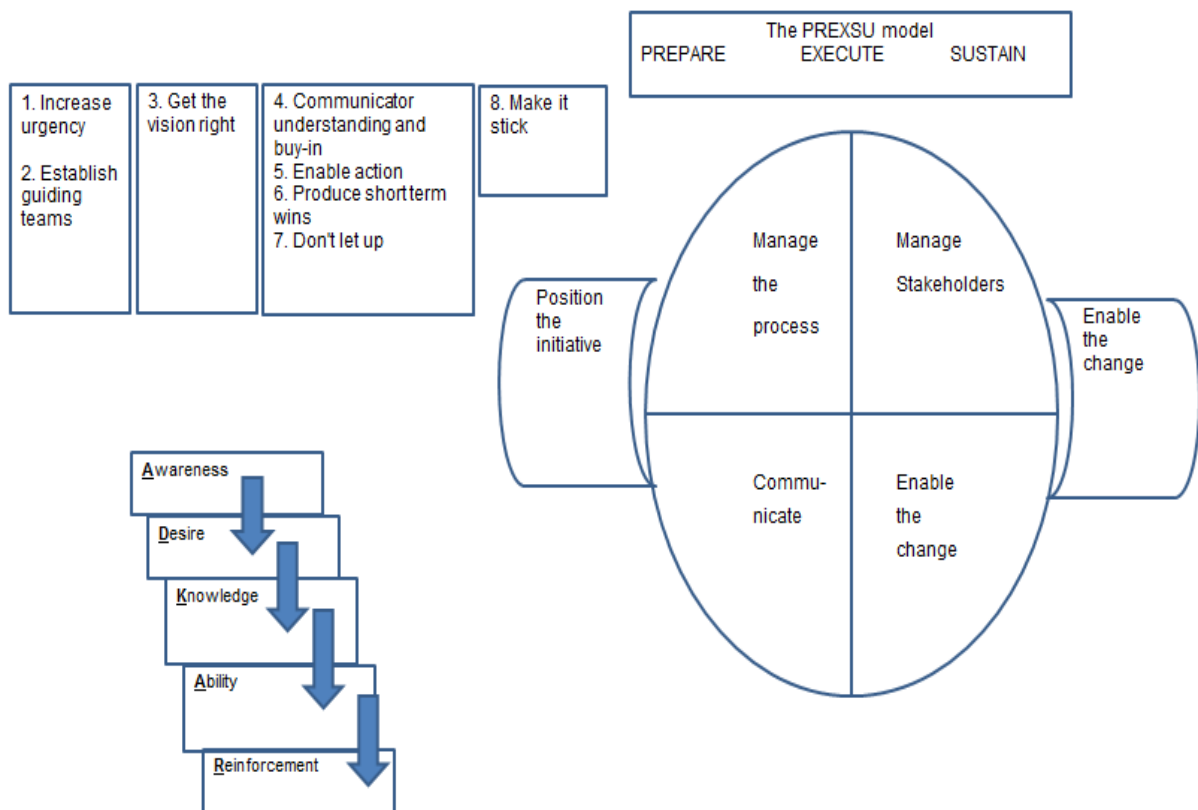 The PREXSU model
PREPARE EXECUTE SUSTAIN
1. Increase
urgency
2. Establish
guiding
teams
3. Get the
vision right
4. Communicator
understanding and
buy-in
5. Enable action
6. Produce short term
wins
7. Don't let up
8. Make it
stick
Position
the
initiative
Manage
the
process
Manage
Stakeholders
Commu-
nicate
Enable
the
change
Enable
the
change
Awareness
Desire
Knowledge
Ability
Reinforcement